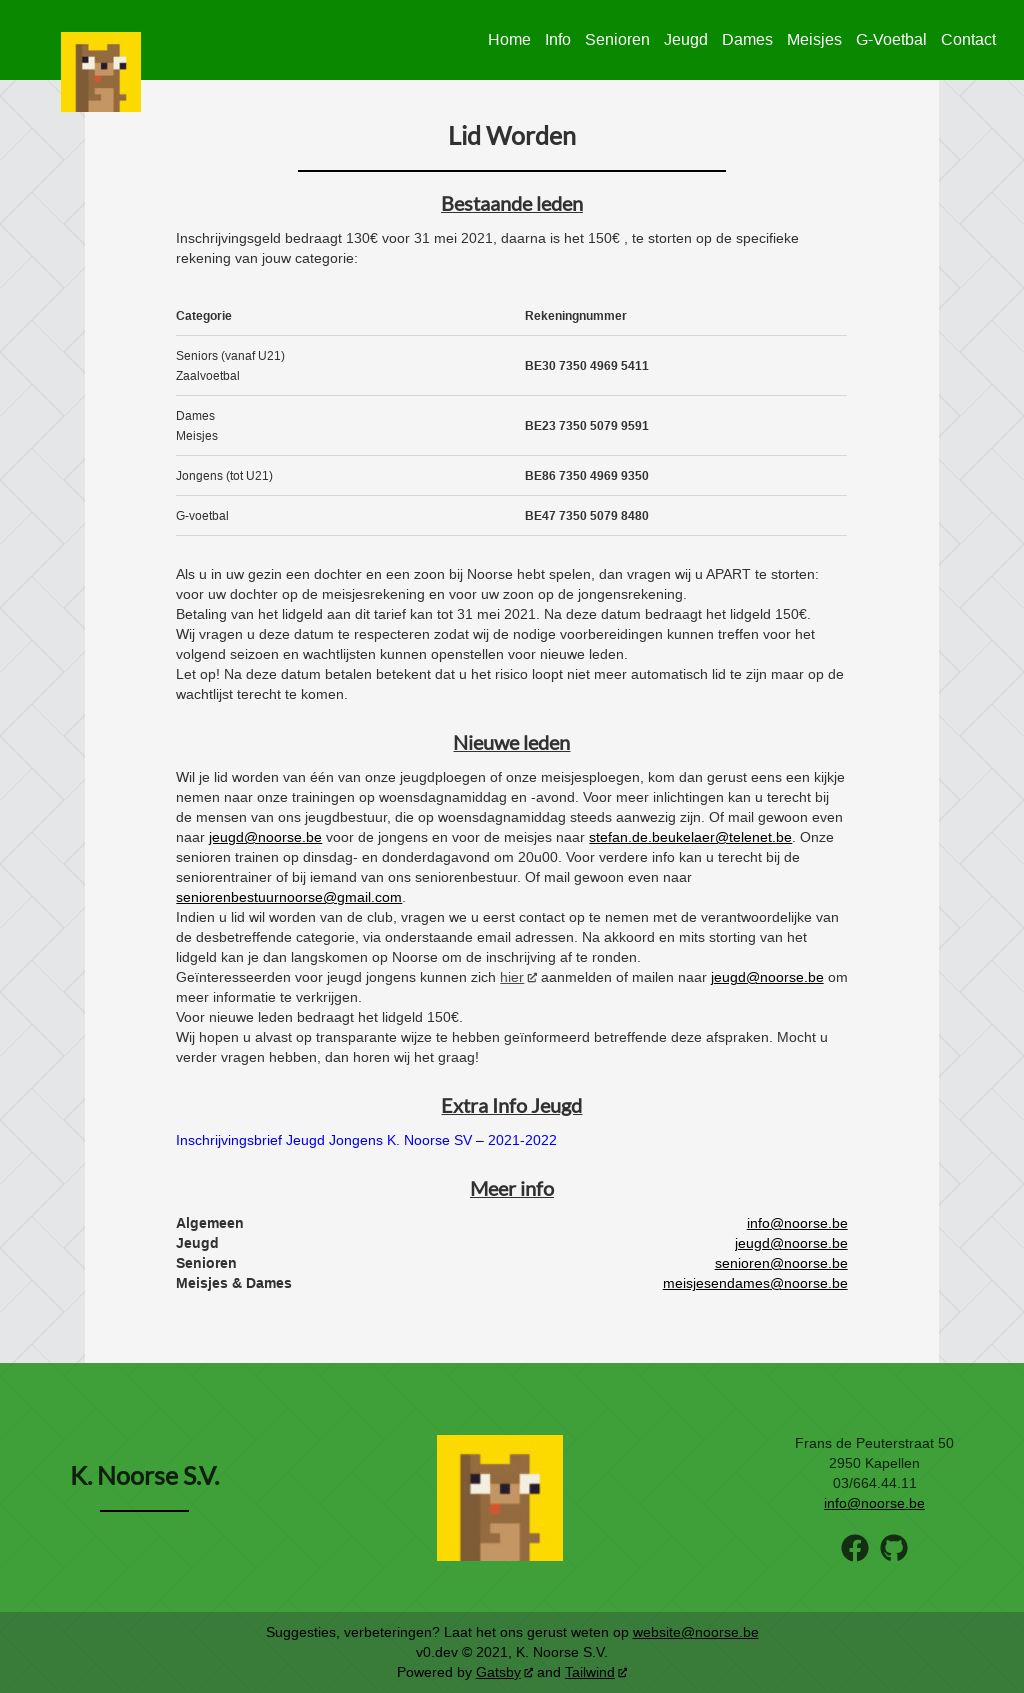 Home Info Senioren Jeugd Dames Meisjes G-Voetbal Contact
Lid Worden
Bestaande leden
Inschrijvingsgeld bedraagt 130€ voor 31 mei 2021, daarna is het 150€ , te storten op de specifieke
rekening van jouw categorie:
Categorie Rekeningnummer
Seniors (vanaf U21)
Zaalvoetbal
BE30 7350 4969 5411
Dames
Meisjes
BE23 7350 5079 9591
Jongens (tot U21) BE86 7350 4969 9350
G-voetbal BE47 7350 5079 8480
Als u in uw gezin een dochter en een zoon bij Noorse hebt spelen, dan vragen wij u APART te storten:
voor uw dochter op de meisjesrekening en voor uw zoon op de jongensrekening.
Betaling van het lidgeld aan dit tarief kan tot 31 mei 2021. Na deze datum bedraagt het lidgeld 150€.
Wij vragen u deze datum te respecteren zodat wij de nodige voorbereidingen kunnen treffen voor het
volgend seizoen en wachtlijsten kunnen openstellen voor nieuwe leden.
Let op! Na deze datum betalen betekent dat u het risico loopt niet meer automatisch lid te zijn maar op de
wachtlijst terecht te komen.
Nieuwe leden
Wil je lid worden van één van onze jeugdploegen of onze meisjesploegen, kom dan gerust eens een kijkje
nemen naar onze trainingen op woensdagnamiddag en -avond. Voor meer inlichtingen kan u terecht bij
de mensen van ons jeugdbestuur, die op woensdagnamiddag steeds aanwezig zijn. Of mail gewoon even
naar jeugd@noorse.be voor de jongens en voor de meisjes naar stefan.de.beukelaer@telenet.be. Onze
senioren trainen op dinsdag- en donderdagavond om 20u00. Voor verdere info kan u terecht bij de
seniorentrainer of bij iemand van ons seniorenbestuur. Of mail gewoon even naar
seniorenbestuurnoorse@gmail.com.
Indien u lid wil worden van de club, vragen we u eerst contact op te nemen met de verantwoordelijke van
de desbetreffende categorie, via onderstaande email adressen. Na akkoord en mits storting van het
lidgeld kan je dan langskomen op Noorse om de inschrijving af te ronden.
Geïnteresseerden voor jeugd jongens kunnen zich hier aanmelden of mailen naar jeugd@noorse.be om
meer informatie te verkrijgen.
Voor nieuwe leden bedraagt het lidgeld 150€.
Wij hopen u alvast op transparante wijze te hebben geïnformeerd betreffende deze afspraken. Mocht u
verder vragen hebben, dan horen wij het graag!
Extra Info Jeugd
Inschrijvingsbrief Jeugd Jongens K. Noorse SV – 2021-2022
Meer info
Algemeen info@noorse.be
Jeugd jeugd@noorse.be
Senioren senioren@noorse.be
Meisjes & Dames meisjesendames@noorse.be
K. Noorse S.V.
Frans de Peuterstraat 50
2950 Kapellen
03/664.44.11
info@noorse.be
Suggesties, verbeteringen? Laat het ons gerust weten op website@noorse.be
v0.dev © 2021, K. Noorse S.V.
Powered by Gatsby and Tailwind